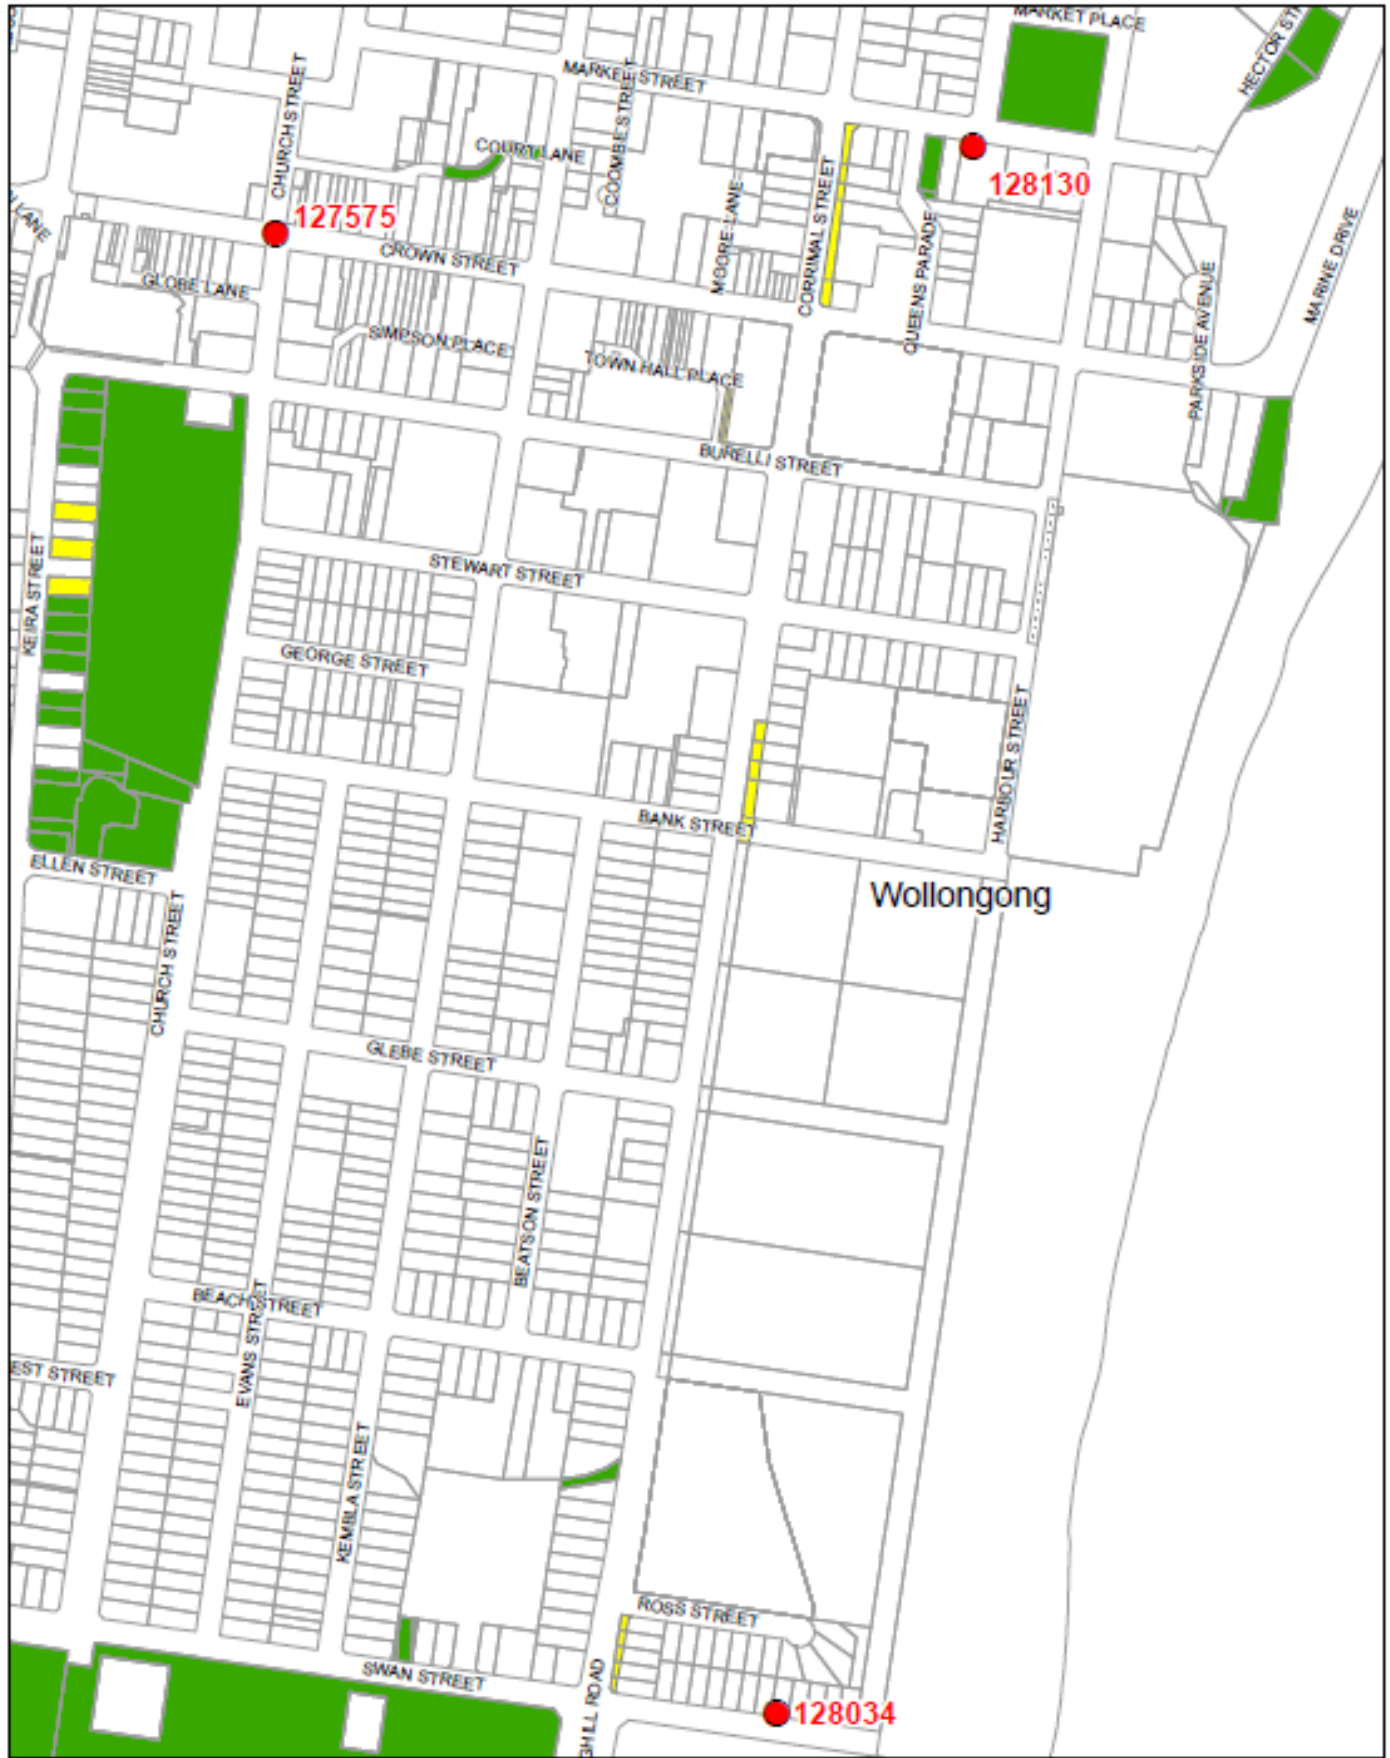 MARKET PLACE
HECTOR ST
MARKET STREET
CHURCH STREET
COURT LANE
COOMBE STREET
CORRIMAL STREET
MOORE LANE
128130
127575
LANE
CROWN STREET
QUEENS PARADE
MARINE DRIVE
PARKSIDE AVENUE
GLOBE LANE
SIMPSON PLACE
TOWN HALL PLACE
BURELLI STREET
KEIRA STREET
STEWART STREET
GEORGE STREET
HARBOUR STREET
BANK STREET
ELLEN STREET
Wollongong
CHURCH STREET
GLEBE STREET
BEATSON STREET
BEACH STREET
EVANS STREET
EST STREET
KEMBLA STREET
ROSS STREET
SWAN STREET
GHILL ROAD
128034